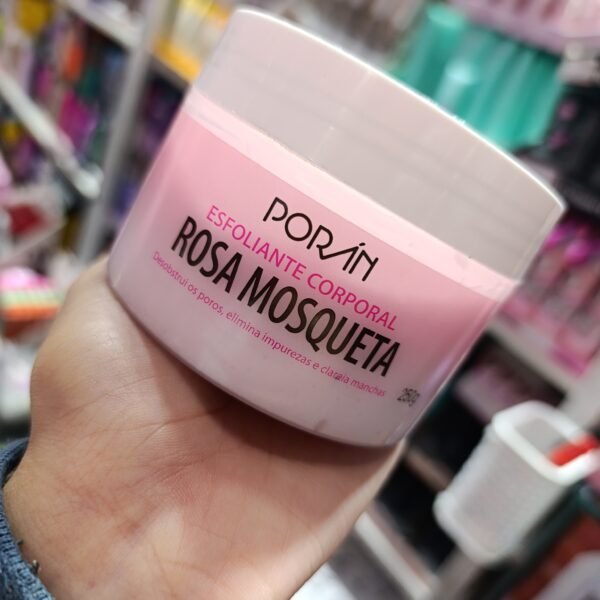 PORÁN
ESFOLIANTE CORPORAL
ROSA MOSQUETA
Desobstrui os poros, elimina impurezas e clareia manchas
250g